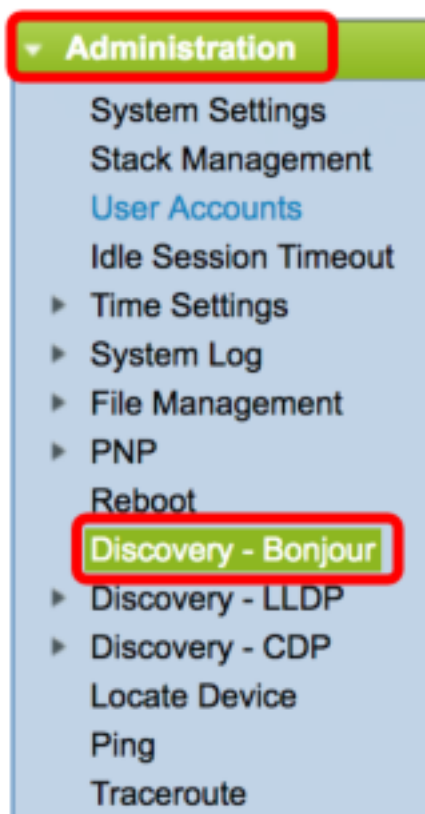 Administration
System Settings
Stack Management
User Accounts
Idle Session Timeout
Time Settings
System Log
File Management
PNP
Reboot
Discovery - Bonjour
Discovery - LLDP
Discovery - CDP
Locate Device
Ping
Traceroute